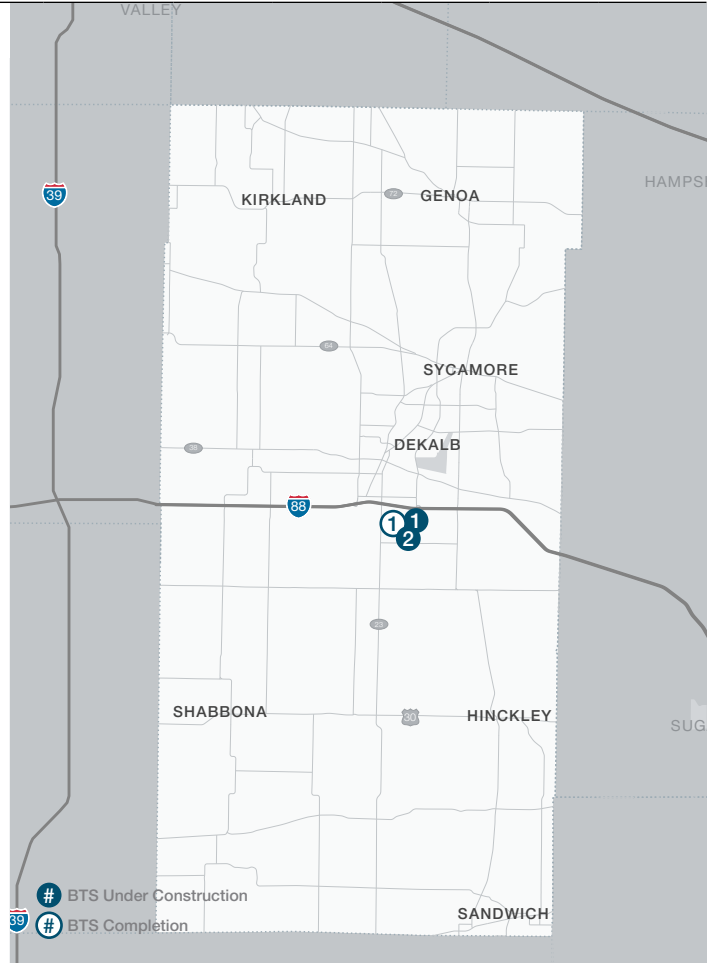 VALLEY
39
HAMPS
KIRKLAND
72
GENOA
64
SYCAMORE
38
DEKALB
88
1
1
2
23
SHABBONA
30
HINCKLEY
SUG
# BTS Under Construction
39
# BTS Completion
SANDWICH